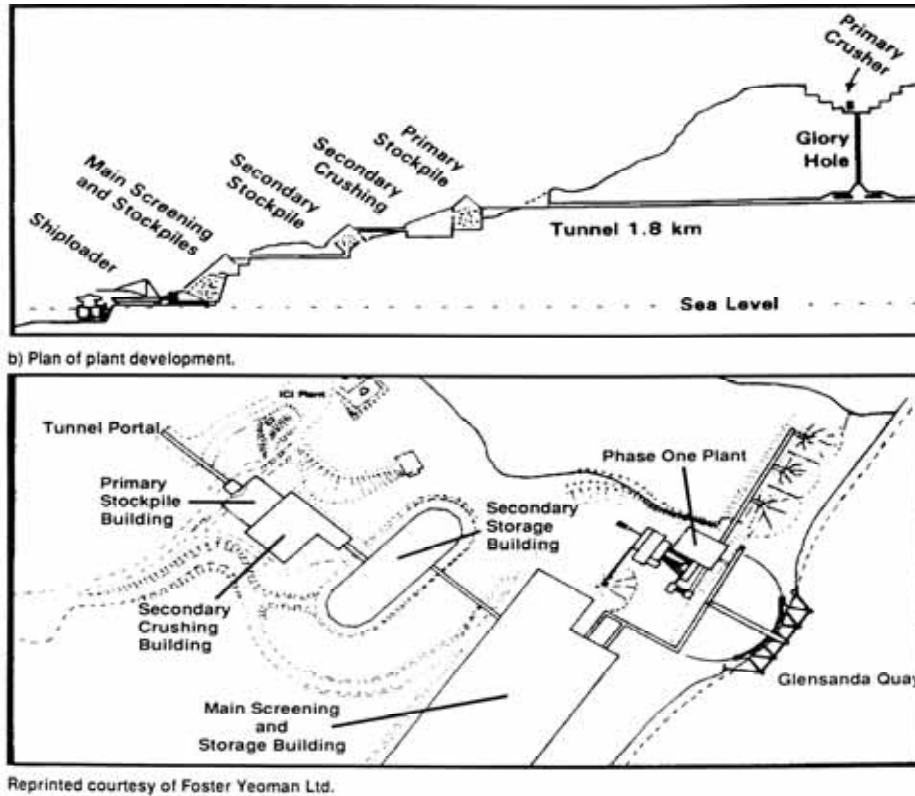 Primary
Crusher
Glory
Hole
Primary
Stockpile
Secondary
Crushing
Secondary
Stockpile
Main Screening
and Stockpiles
Shiploader
Tunnel 1.8 km
Sea Level
b) Plan of plant development.
ICI Plant
Tunnel Portal
Phase One Plant
Primary
Stockpile
Building
Secondary
Storage
Building
Secondary
Crushing
Building
Glensanda Quay
Main Screening
and
Storage Building
Reprinted courtesy of Foster Yeoman Ltd.